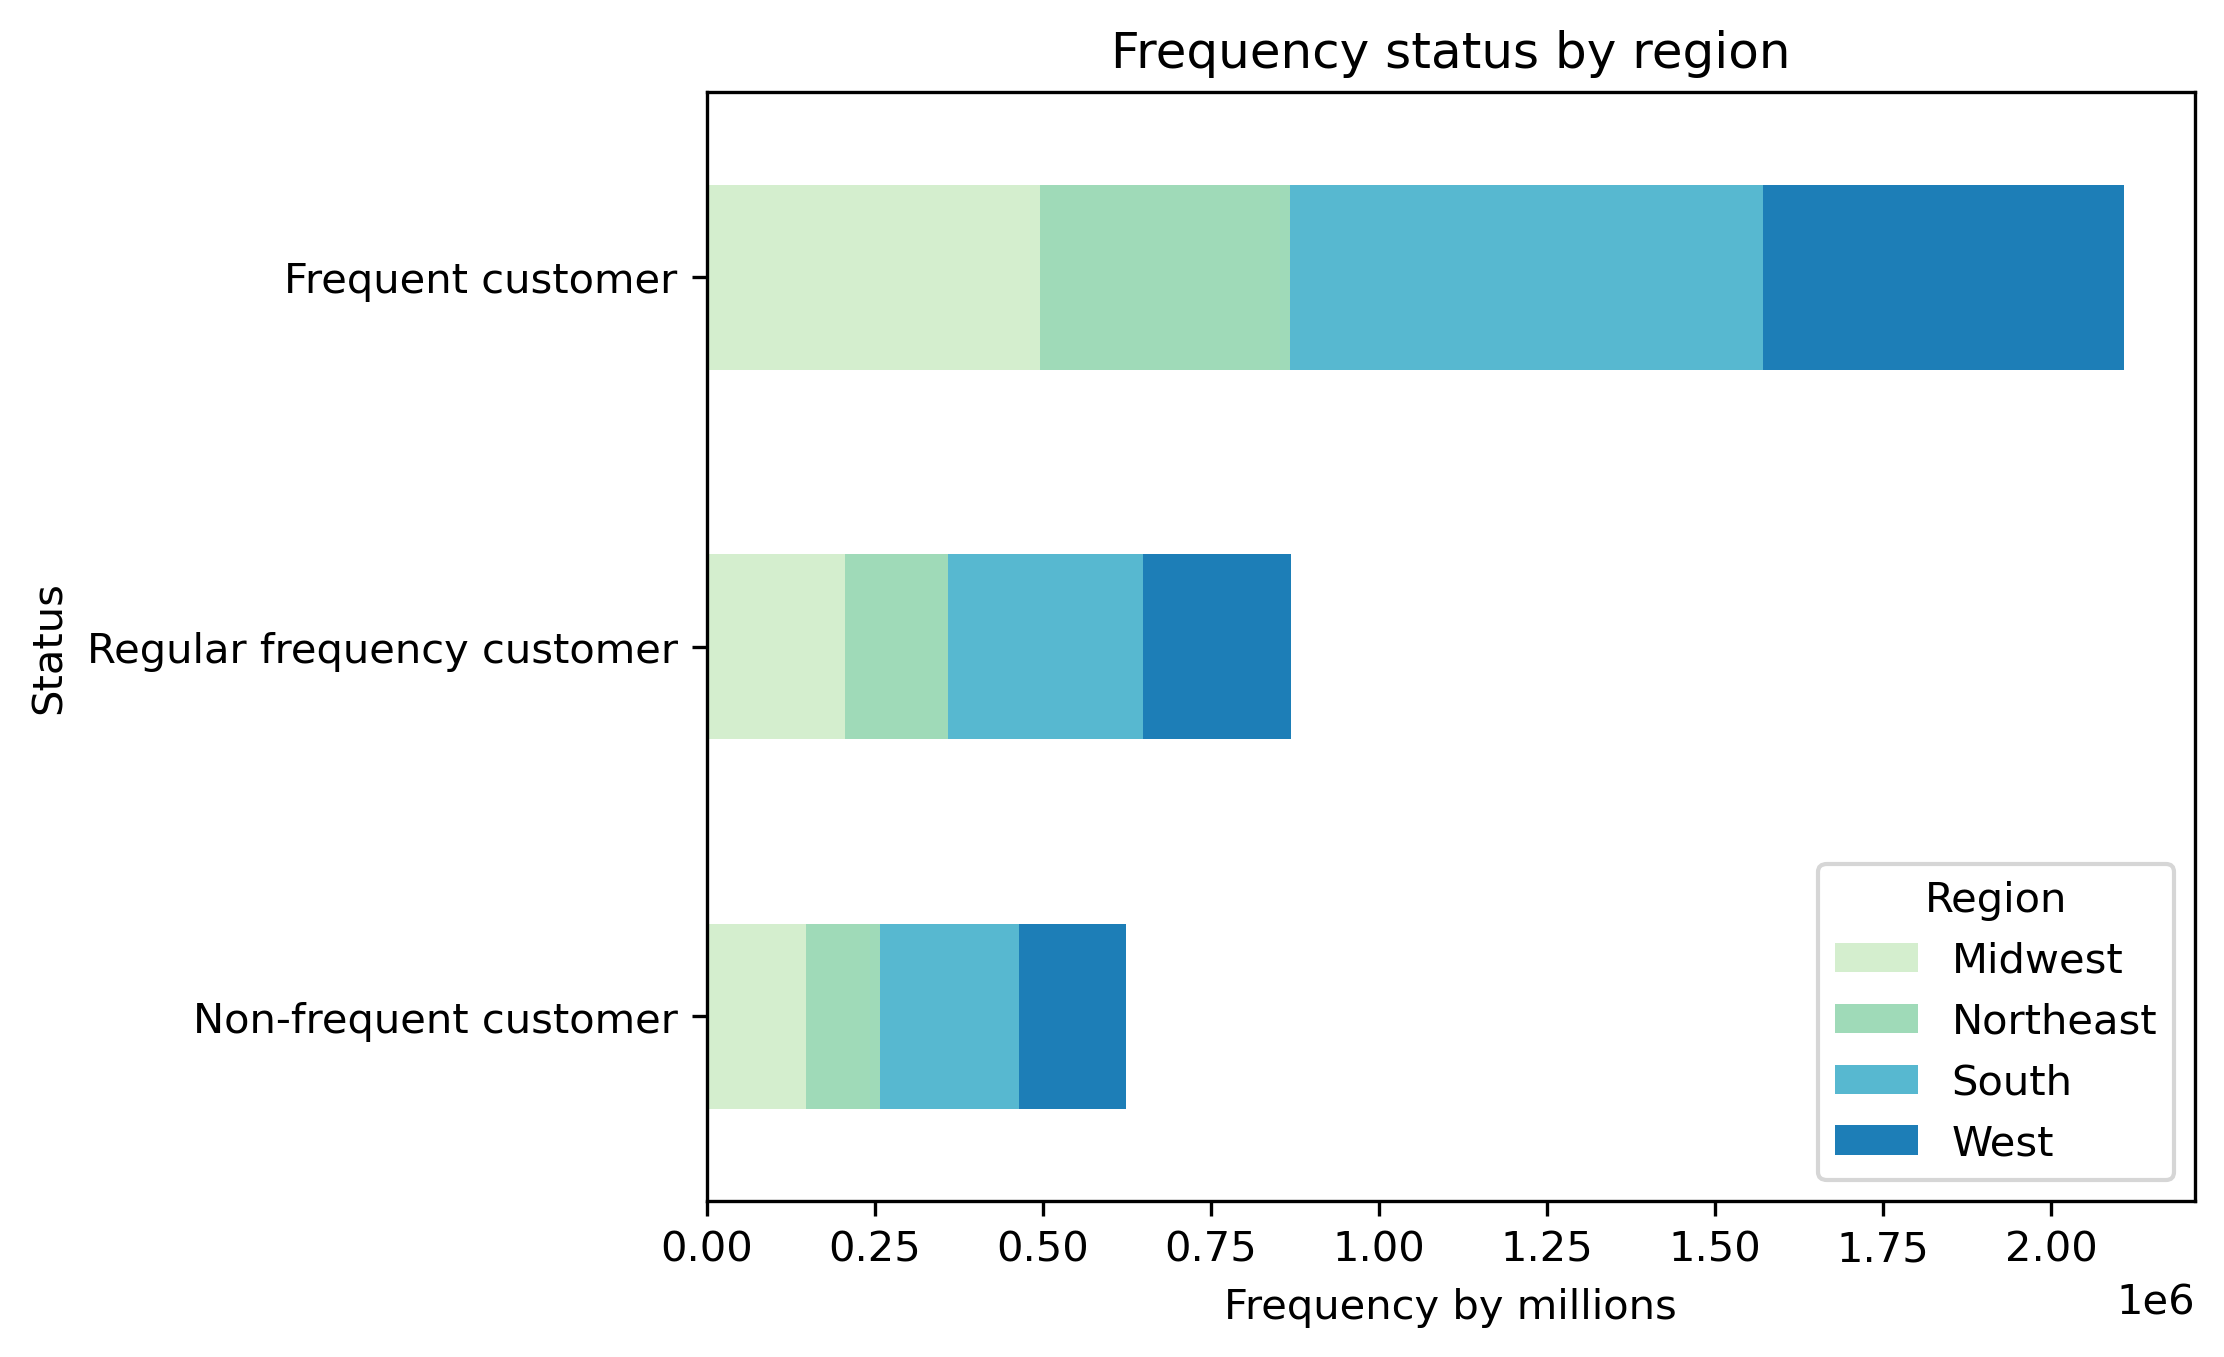 Frequency status by region
Status
Frequent customer
Regular frequency customer
Non-frequent customer
Region
Midwest
Northeast
South
West
0.00 0.25 0.50 0.75 1.00 1.25 1.50 1.75 2.00
1e6
Frequency by millions